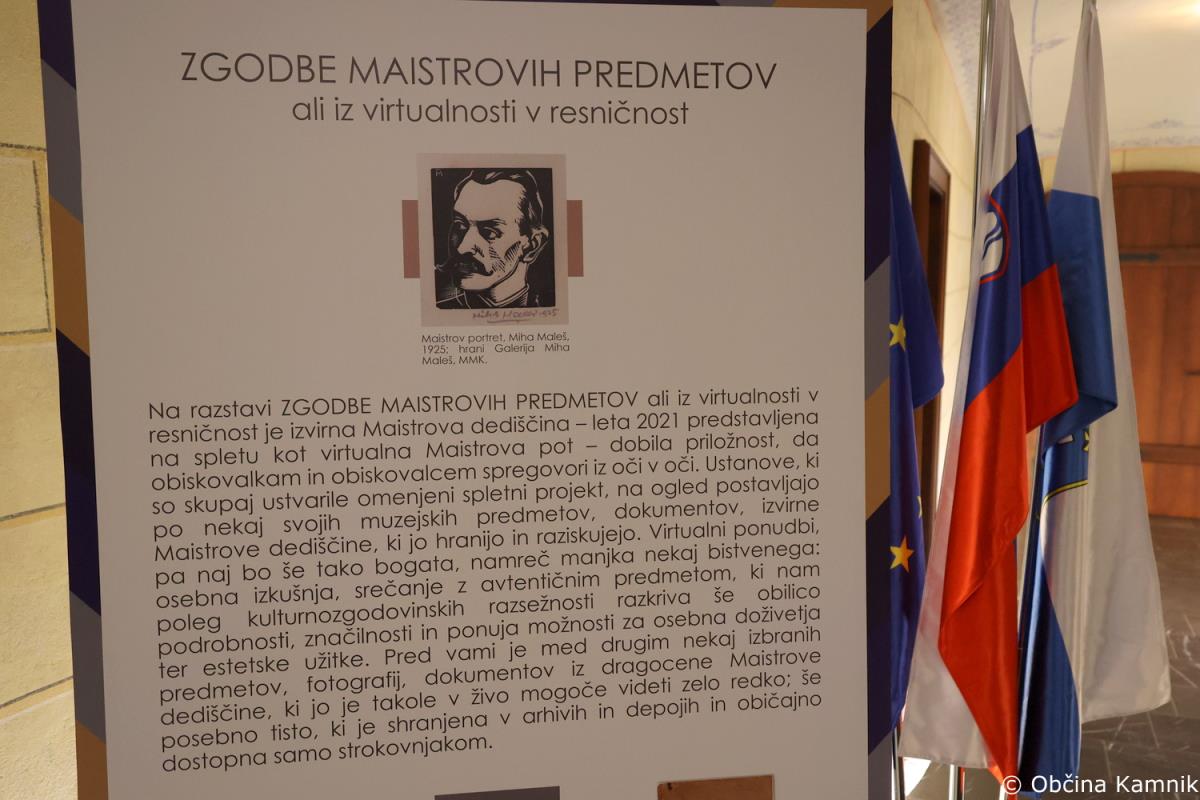 ZGODBE MAISTROVIH PREDMETOV
ali iz virtualnosti v resničnost
M
Miha Maleš 1925
Maistrov portret, Miha Maleš,
1925; hrani Galerija Miha
Maleš, MMK.
Na razstavi ZGODBE MAISTROVIH PREDMETOV ali iz virtualnosti v
resničnost je izvirna Maistrova dediščina – leta 2021 predstavljena
na spletu kot virtualna Maistrova pot – dobila priložnost, da
obiskovalkam in obiskovalcem spregovori iz oči v oči. Ustanove, ki
so skupaj ustvarile omenjeni spletni projekt, na ogled postavljajo
po nekaj svojih muzejskih predmetov, dokumentov, izvirne
Maistrove dediščine, ki jo hranijo in raziskujejo. Virtualni ponudbi,
pa naj bo še tako bogata, namreč manjka nekaj bistvenega:
osebna izkušnja, srečanje z avtentičnim predmetom, ki nam
poleg kulturnozgodovinskih razsežnosti razkriva še obilico
podrobnosti, značilnosti in ponuja možnosti za osebna doživetja
ter estetske užitke. Pred vami je med drugim nekaj izbranih
predmetov, fotografij, dokumentov iz dragocene Maistrove
dediščine, ki jo je takole v živo mogoče videti zelo redko; še
posebno tisto, ki je shranjena v arhivih in depojih in običajno
dostopna samo strokovnjakom.
© Občina Kamnik